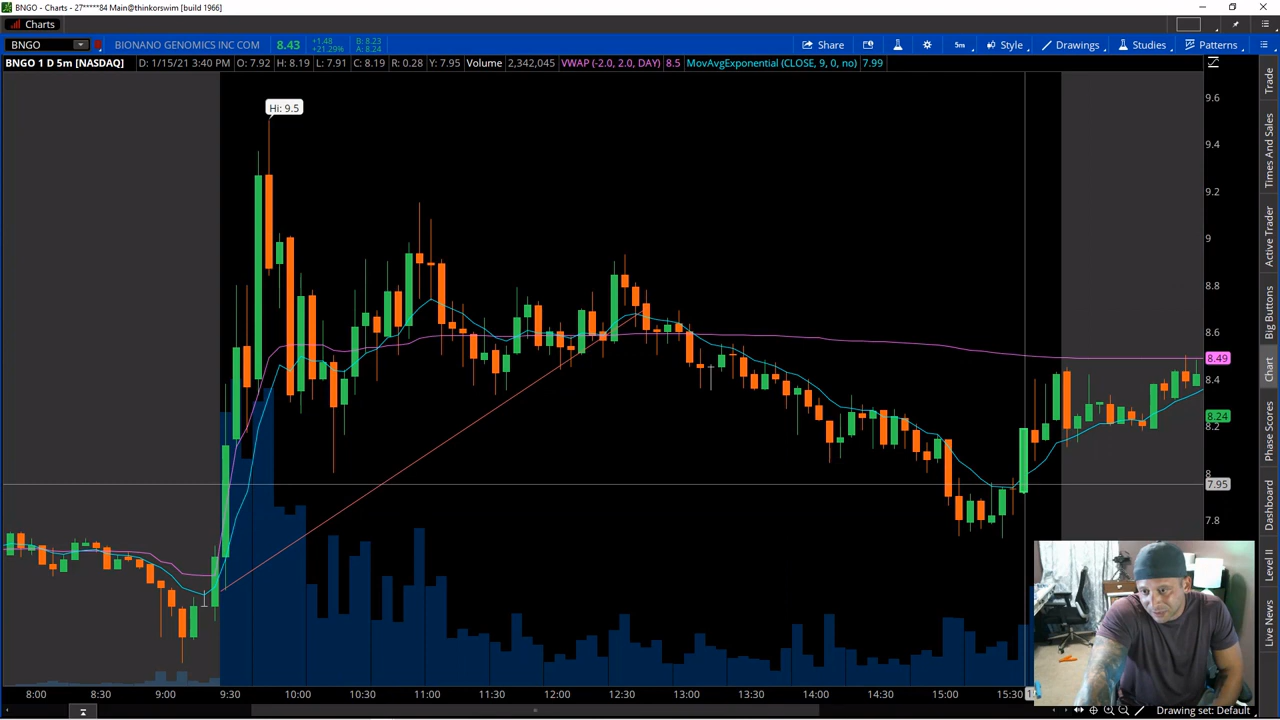 BNGO - Charts - 27*****84 Main@thinkorswim [build 1966]
Charts
BNGO BIONANO GENOMICS INC COM 8.43 +1.48 +21.29% B: 8.23 A: 8.24 Share 5m Style Drawings Studies Patterns
BNGO 1 D 5m [NASDAQ] D: 1/15/21 3:40 PM O: 7.92 H: 8.19 L: 7.91 C: 8.19 R: 0.28 Y: 7.95 Volume 2,342,045 VWAP (-2.0, 2.0, DAY) 8.5 MovAvgExponential (CLOSE, 9, 0, no) 7.99
Hi: 9.5
9.6
9.4
9.2
9
8.8
8.6
8.49
8.4
8.24
8.2
8
7.95
7.8
8:00 8:30 9:00 9:30 10:00 10:30 11:00 11:30 12:00 12:30 13:00 13:30 14:00 14:30 15:00 15:30
Drawing set: Default
Trade
Times And Sales
Active Trader
Big Buttons
Chart
Phase Scores
Dashboard
Level II
Live News